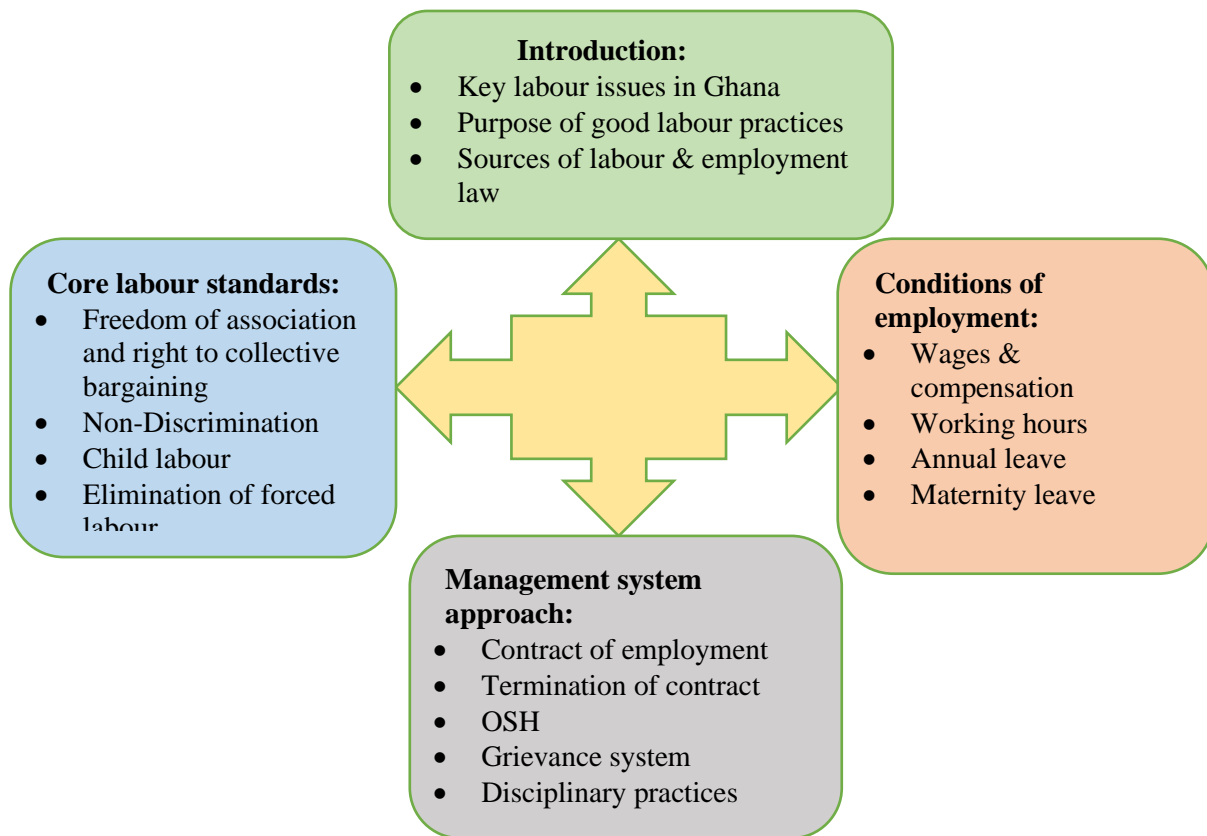 Introduction:
• Key labour issues in Ghana
• Purpose of good labour practices
• Sources of labour & employment
law
Core labour standards:
• Freedom of association
and right to collective
bargaining
• Non-Discrimination
• Child labour
• Elimination of forced
labour
Conditions of
employment:
• Wages &
compensation
• Working hours
• Annual leave
• Maternity leave
Management system
approach:
• Contract of employment
• Termination of contract
• OSH
• Grievance system
• Disciplinary practices